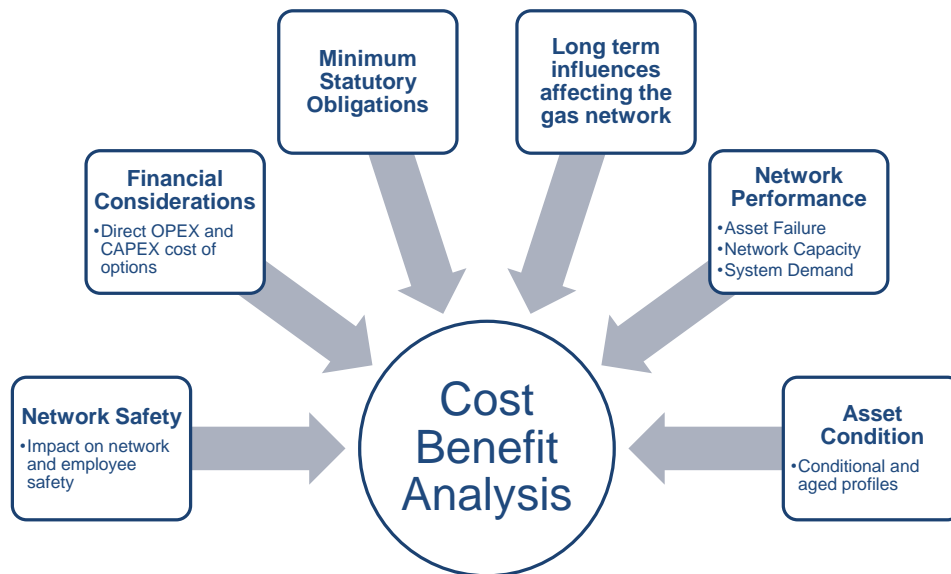 Minimum
Statutory
Obligations
Long term
influences
affecting the
gas network
Financial
Considerations
•Direct OPEX and
CAPEX cost of
options
Network
Performance
•Asset Failure
•Network Capacity
•System Demand
Network Safety
•Impact on network
and employee
safety
Cost
Benefit
Analysis
Asset
Condition
•Conditional and
aged profiles